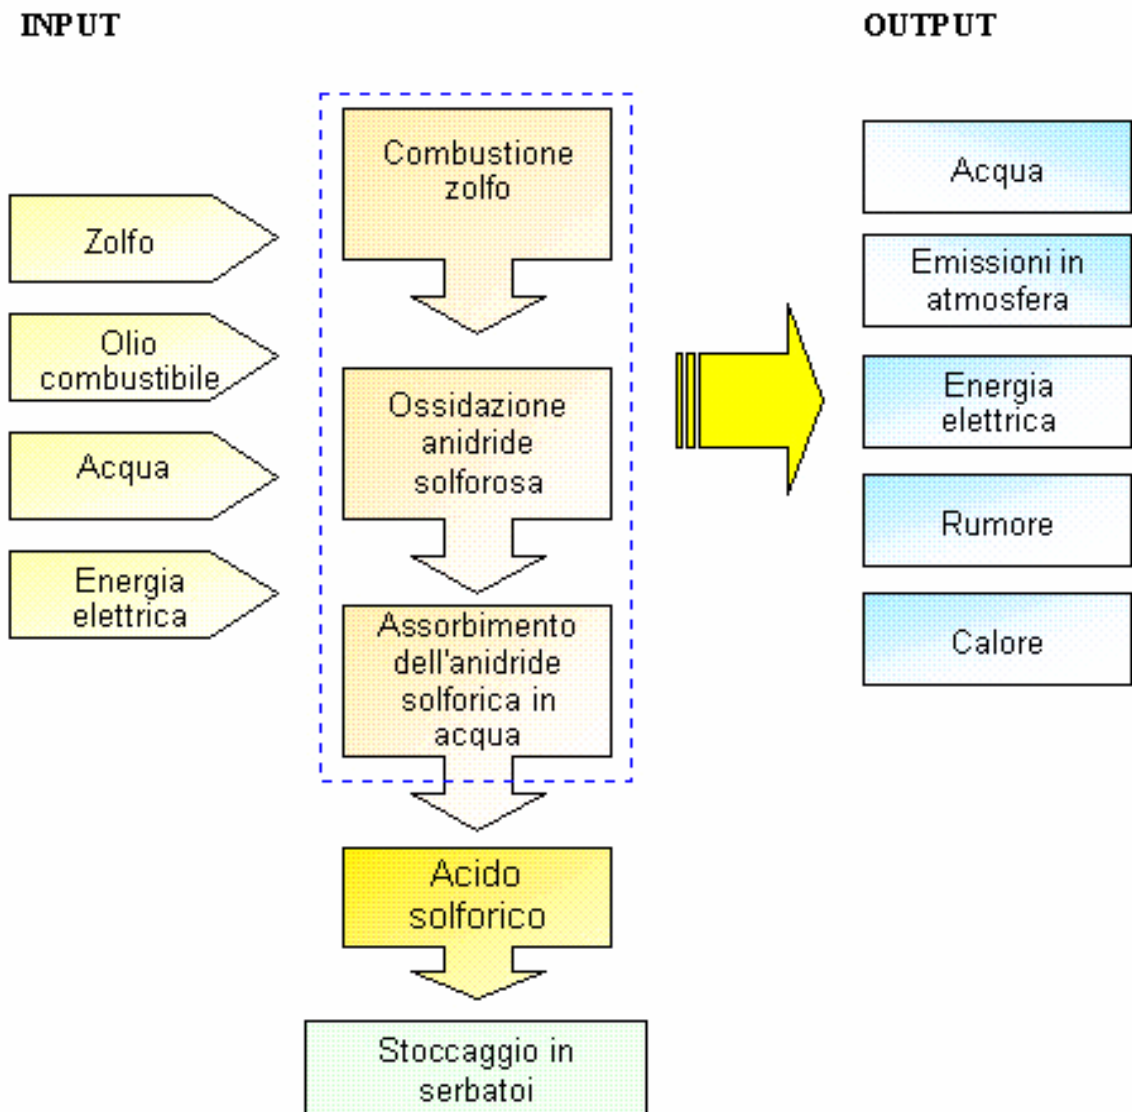 INPUT
OUTPUT
Zolfo
Olio
combustibile
Acqua
Energia
elettrica
Combustione
zolfo
Ossidazione
anidride
solforosa
Assorbimento
dell'anidride
solforica in
acqua
Acido
solforico
Stoccaggio in
serbatoi
Acqua
Emissioni in
atmosfera
Energia
elettrica
Rumore
Calore